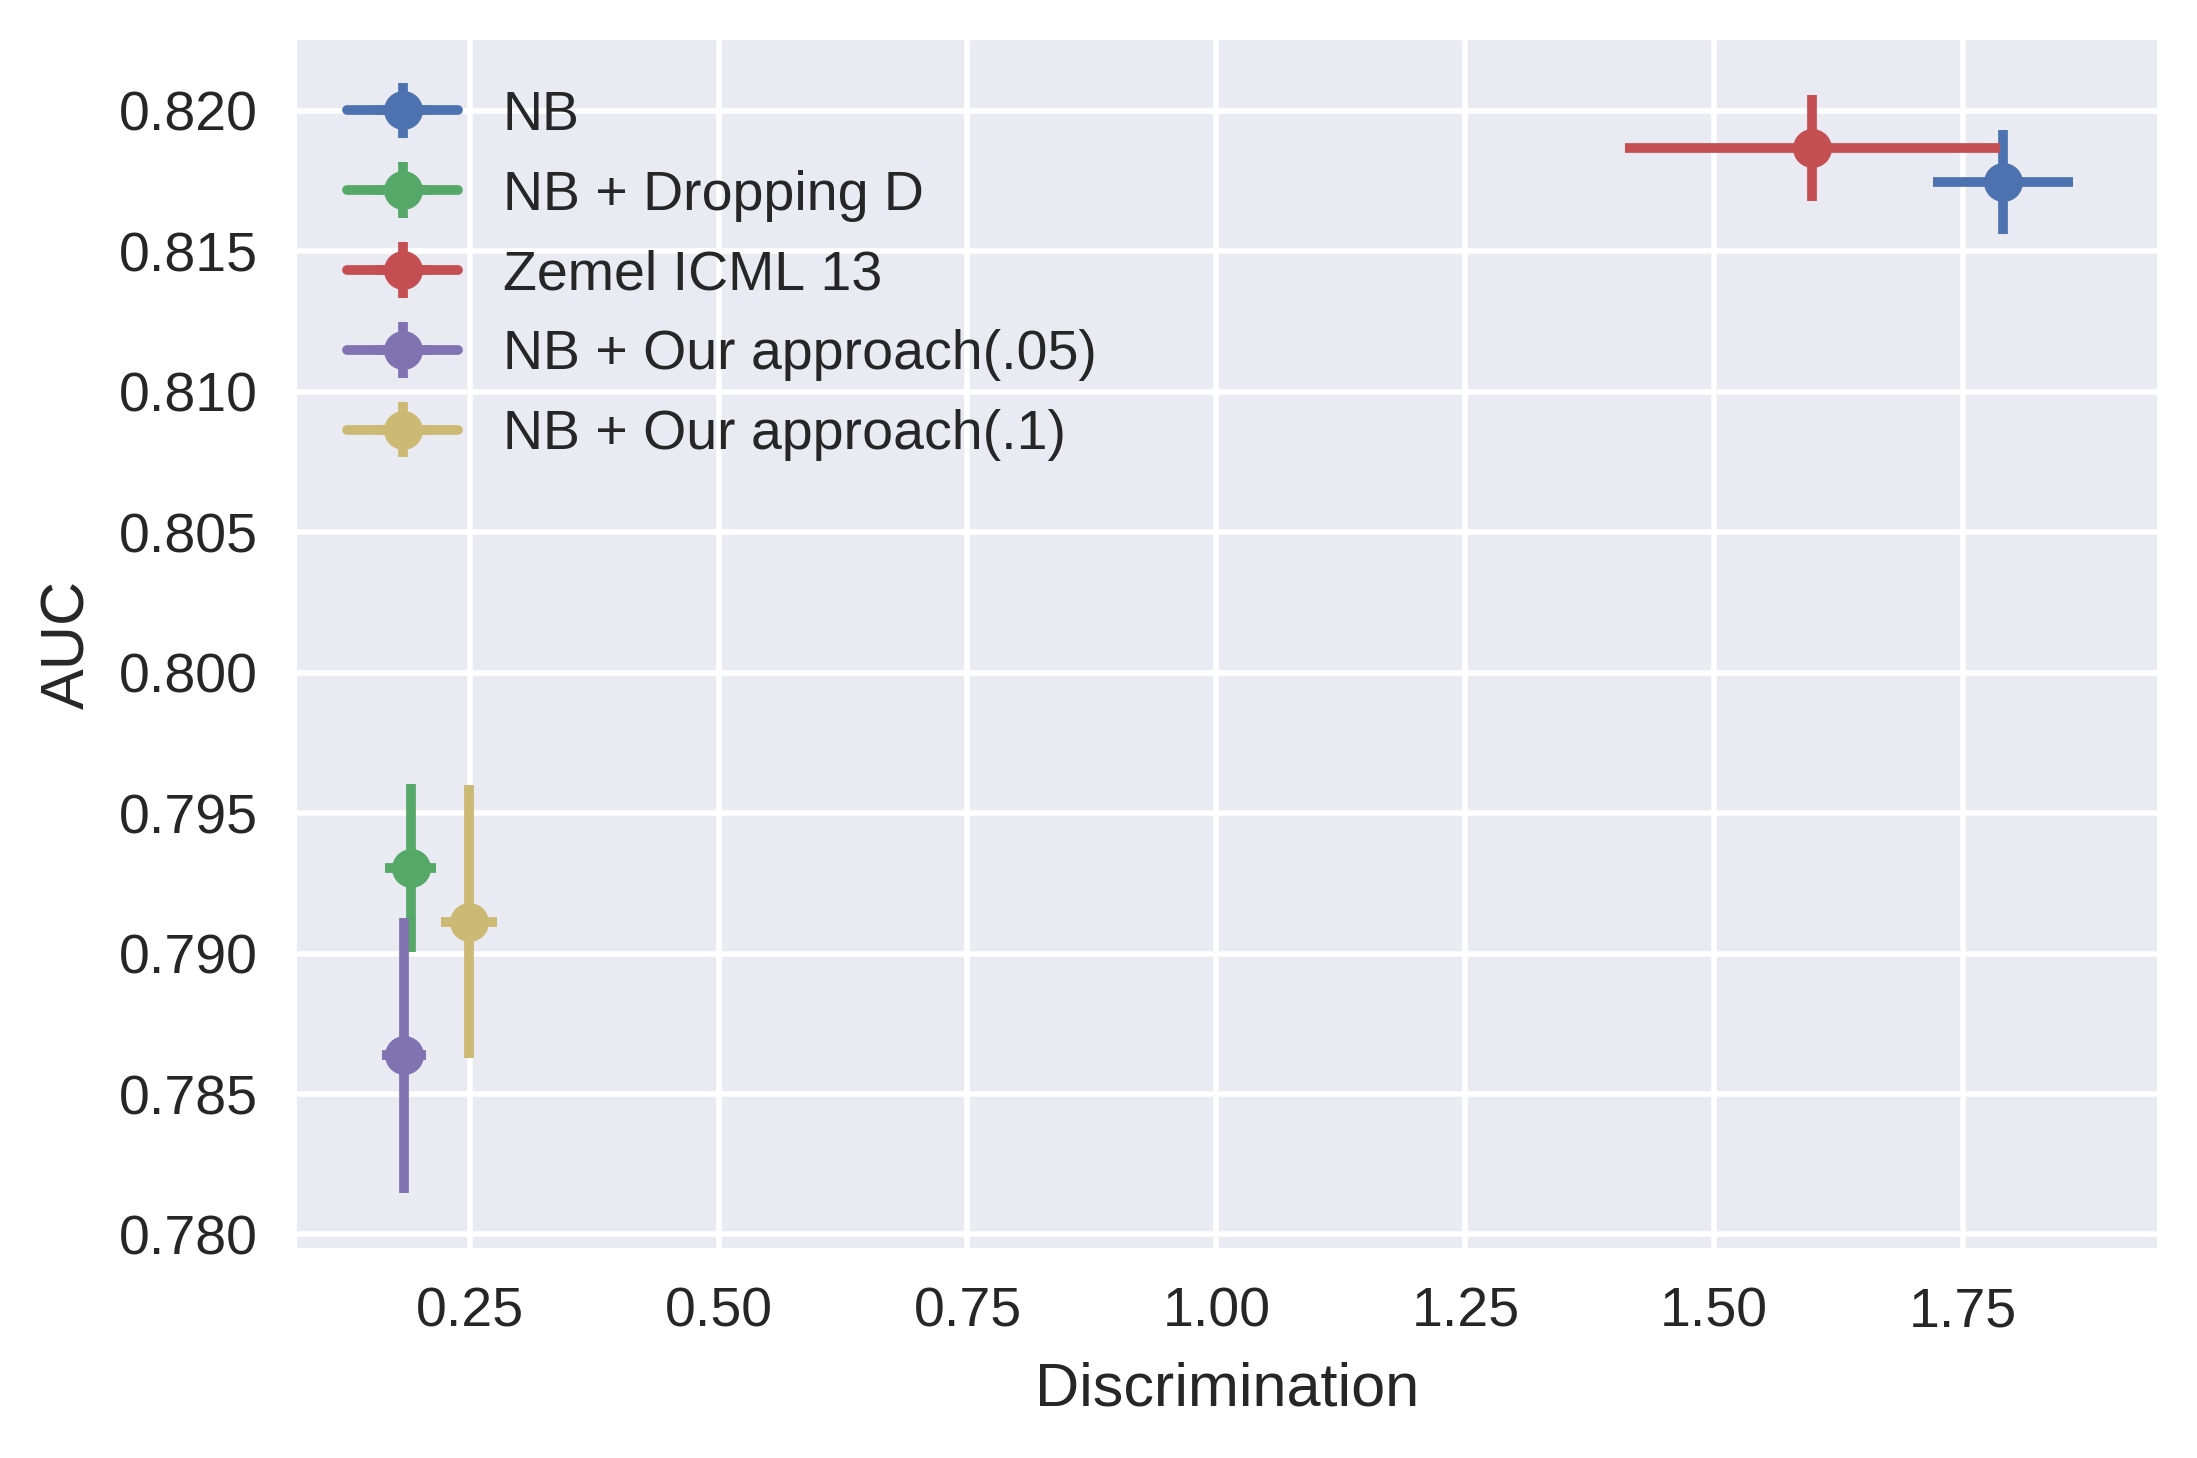 0.820
0.815
0.810
0.805
0.800
0.795
0.790
0.785
0.780
AUC
NB
NB + Dropping D
Zemel ICML 13
NB + Our approach(.05)
NB + Our approach(.1)
0.25 0.50 0.75 1.00 1.25 1.50 1.75
Discrimination